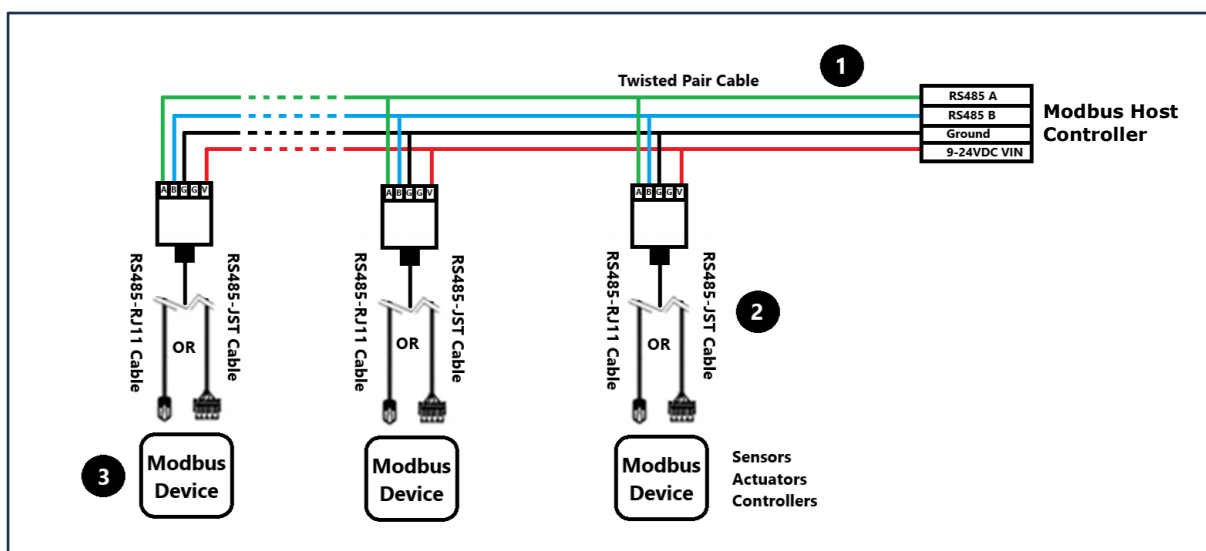 1
Twisted Pair Cable
RS485 A
RS485 B
Ground
9-24VDC VIN
Modbus Host
Controller
A B G G V
A B G G V
A B G G V
RS485-RJ11 Cable
OR
RS485-JST Cable
RS485-RJ11 Cable
OR
RS485-JST Cable
RS485-RJ11 Cable
OR
RS485-JST Cable
2
3
Modbus
Device
Modbus
Device
Modbus
Device
Sensors
Actuators
Controllers